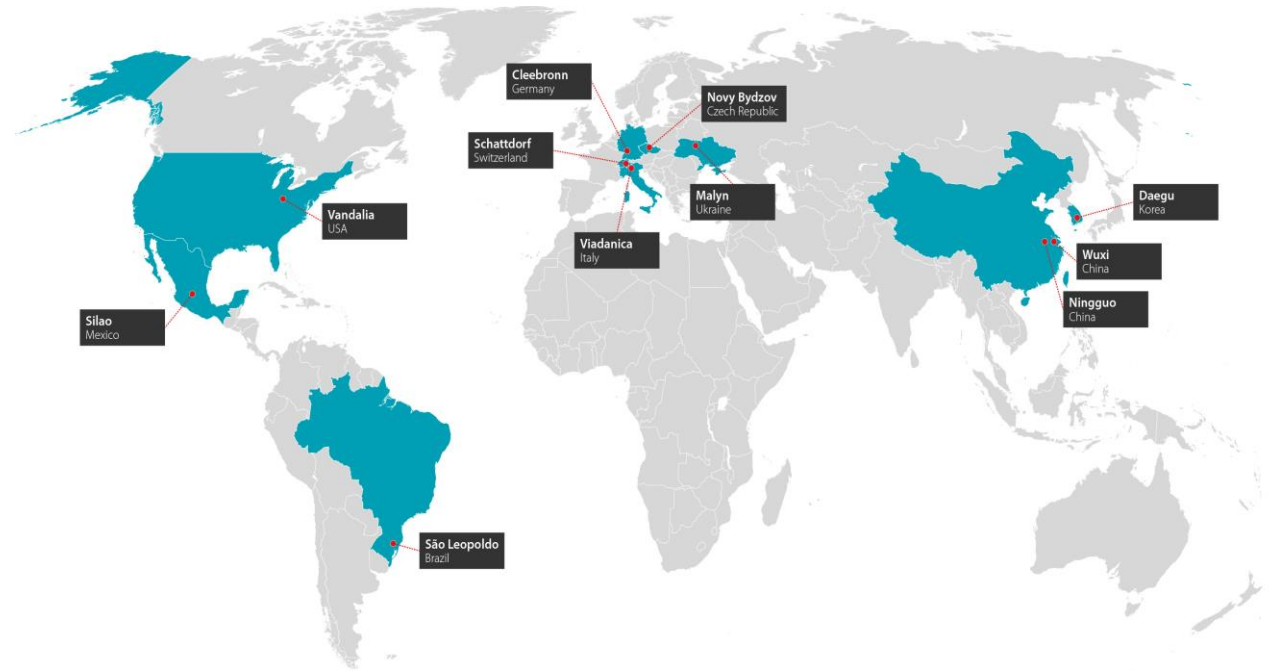 Cleebronn
Germany
Novy Bydzov
Czech Republic
Schattdorf
Switzerland
Malyn
Ukraine
Daegu
Korea
Vandalia
USA
Viadanica
Italy
Wuxi
China
Ningguo
China
Silao
Mexico
São Leopoldo
Brazil